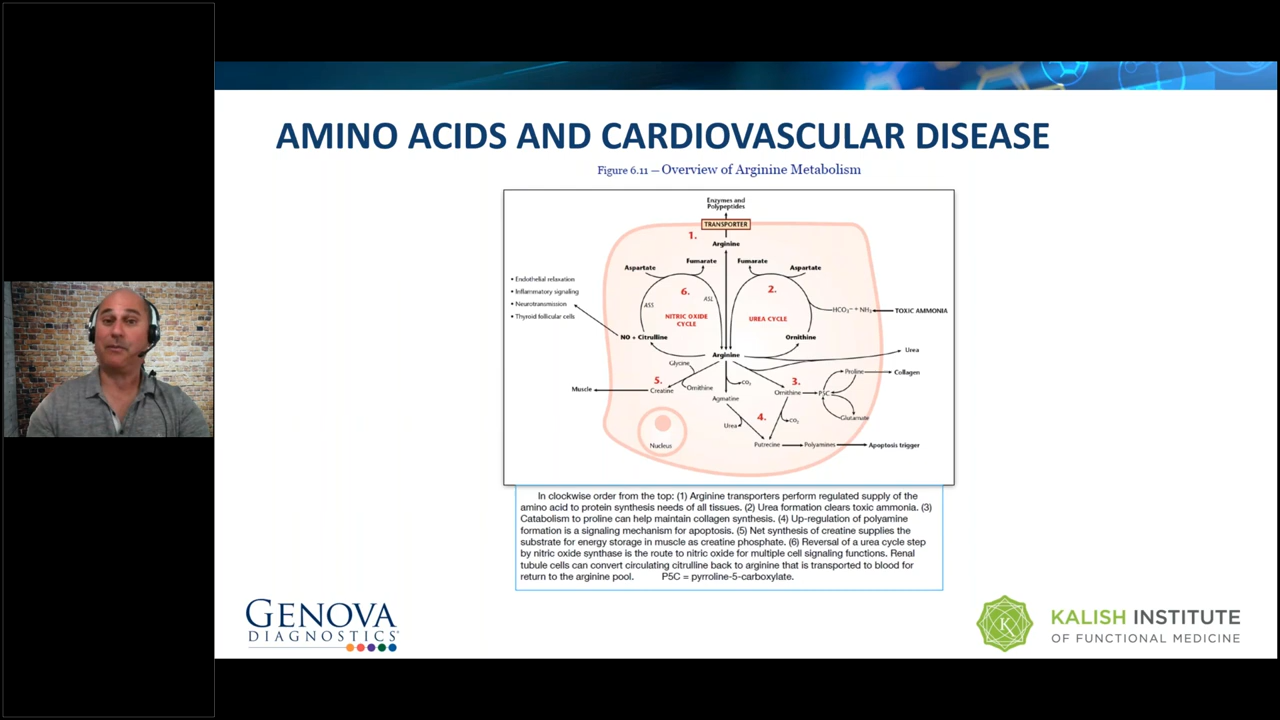 AMINO ACIDS AND CARDIOVASCULAR DISEASE
Figure 6.11 — Overview of Arginine Metabolism
Enzymes and
Polypeptides
TRANSPORTER
1.
Arginine
Aspartate
Fumarate
Fumarate
Aspartate
• Endothelial relaxation
• Inflammatory signaling
• Neurotransmission
• Thyroid follicular cells
6.
ASS
ASL
NITRIC OXIDE
CYCLE
2.
UREA CYCLE
HCO3⁻ + NH3
TOXIC AMMONIA
NO + Citrulline
Ornithine
Arginine
Urea
Glycine
5.
Muscle
Creatine
Ornithine
CO2
Agmatine
3.
Ornithine
P5C
Proline
Collagen
Glutamate
4.
Urea
CO2
Nucleus
Putrecine
Polyamines
Apoptosis trigger
In clockwise order from the top: (1) Arginine transporters perform regulated supply of the
amino acid to protein synthesis needs of all tissues. (2) Urea formation clears toxic ammonia. (3)
Catabolism to proline can help maintain collagen synthesis. (4) Up-regulation of polyamine
formation is a signaling mechanism for apoptosis. (5) Net synthesis of creatine supplies the
substrate for energy storage in muscle as creatine phosphate. (6) Reversal of a urea cycle step
by nitric oxide synthase is the route to nitric oxide for multiple cell signaling functions. Renal
tubule cells can convert circulating citrulline back to arginine that is transported to blood for
return to the arginine pool. P5C = pyrroline-5-carboxylate.
GENOVA
DIAGNOSTICS
K
KALISH INSTITUTE
OF FUNCTIONAL MEDICINE